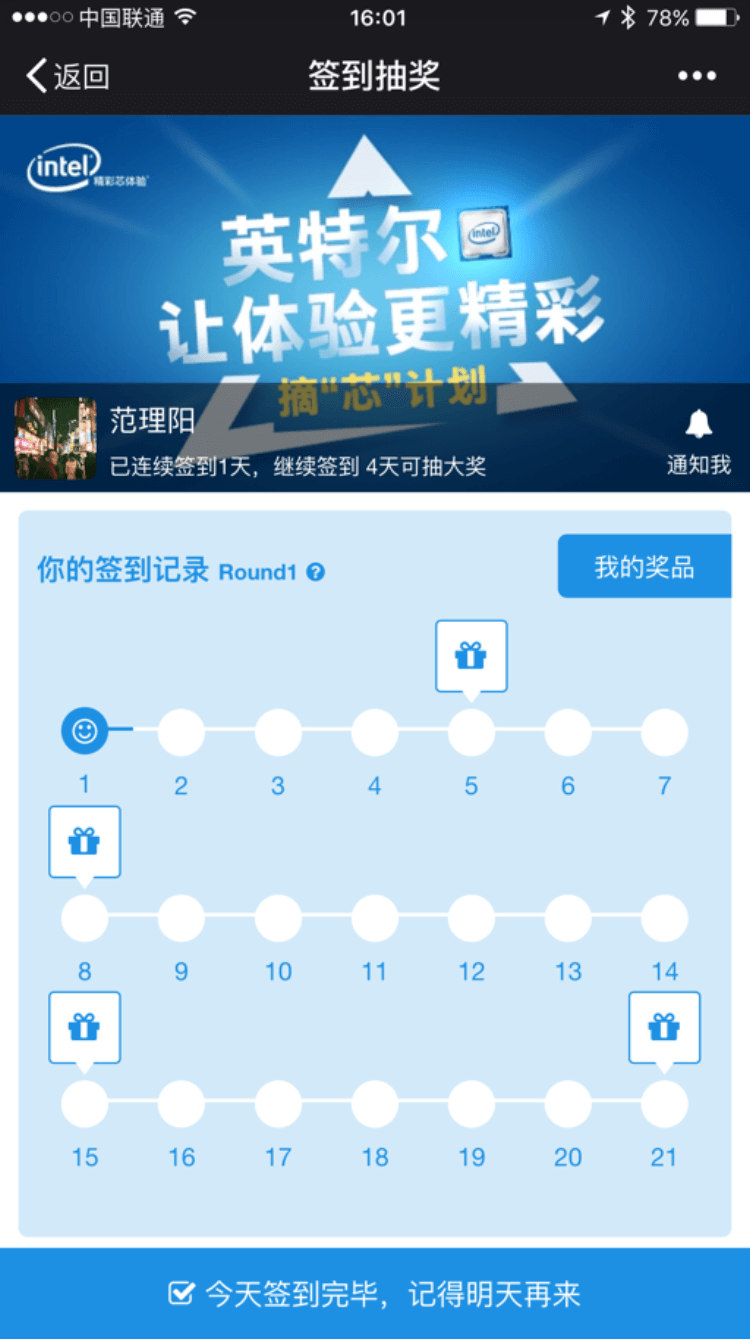 中国联通
16:01
78%
返回
签到抽奖
intel
精彩芯体验
英特尔
intel
让体验更精彩
摘“芯”计划
范理阳
已连续签到1天，继续签到 4天可抽大奖
通知我
你的签到记录 Round1 ?
我的奖品
1 2 3 4 5 6 7
8 9 10 11 12 13 14
15 16 17 18 19 20 21
今天签到完毕，记得明天再来